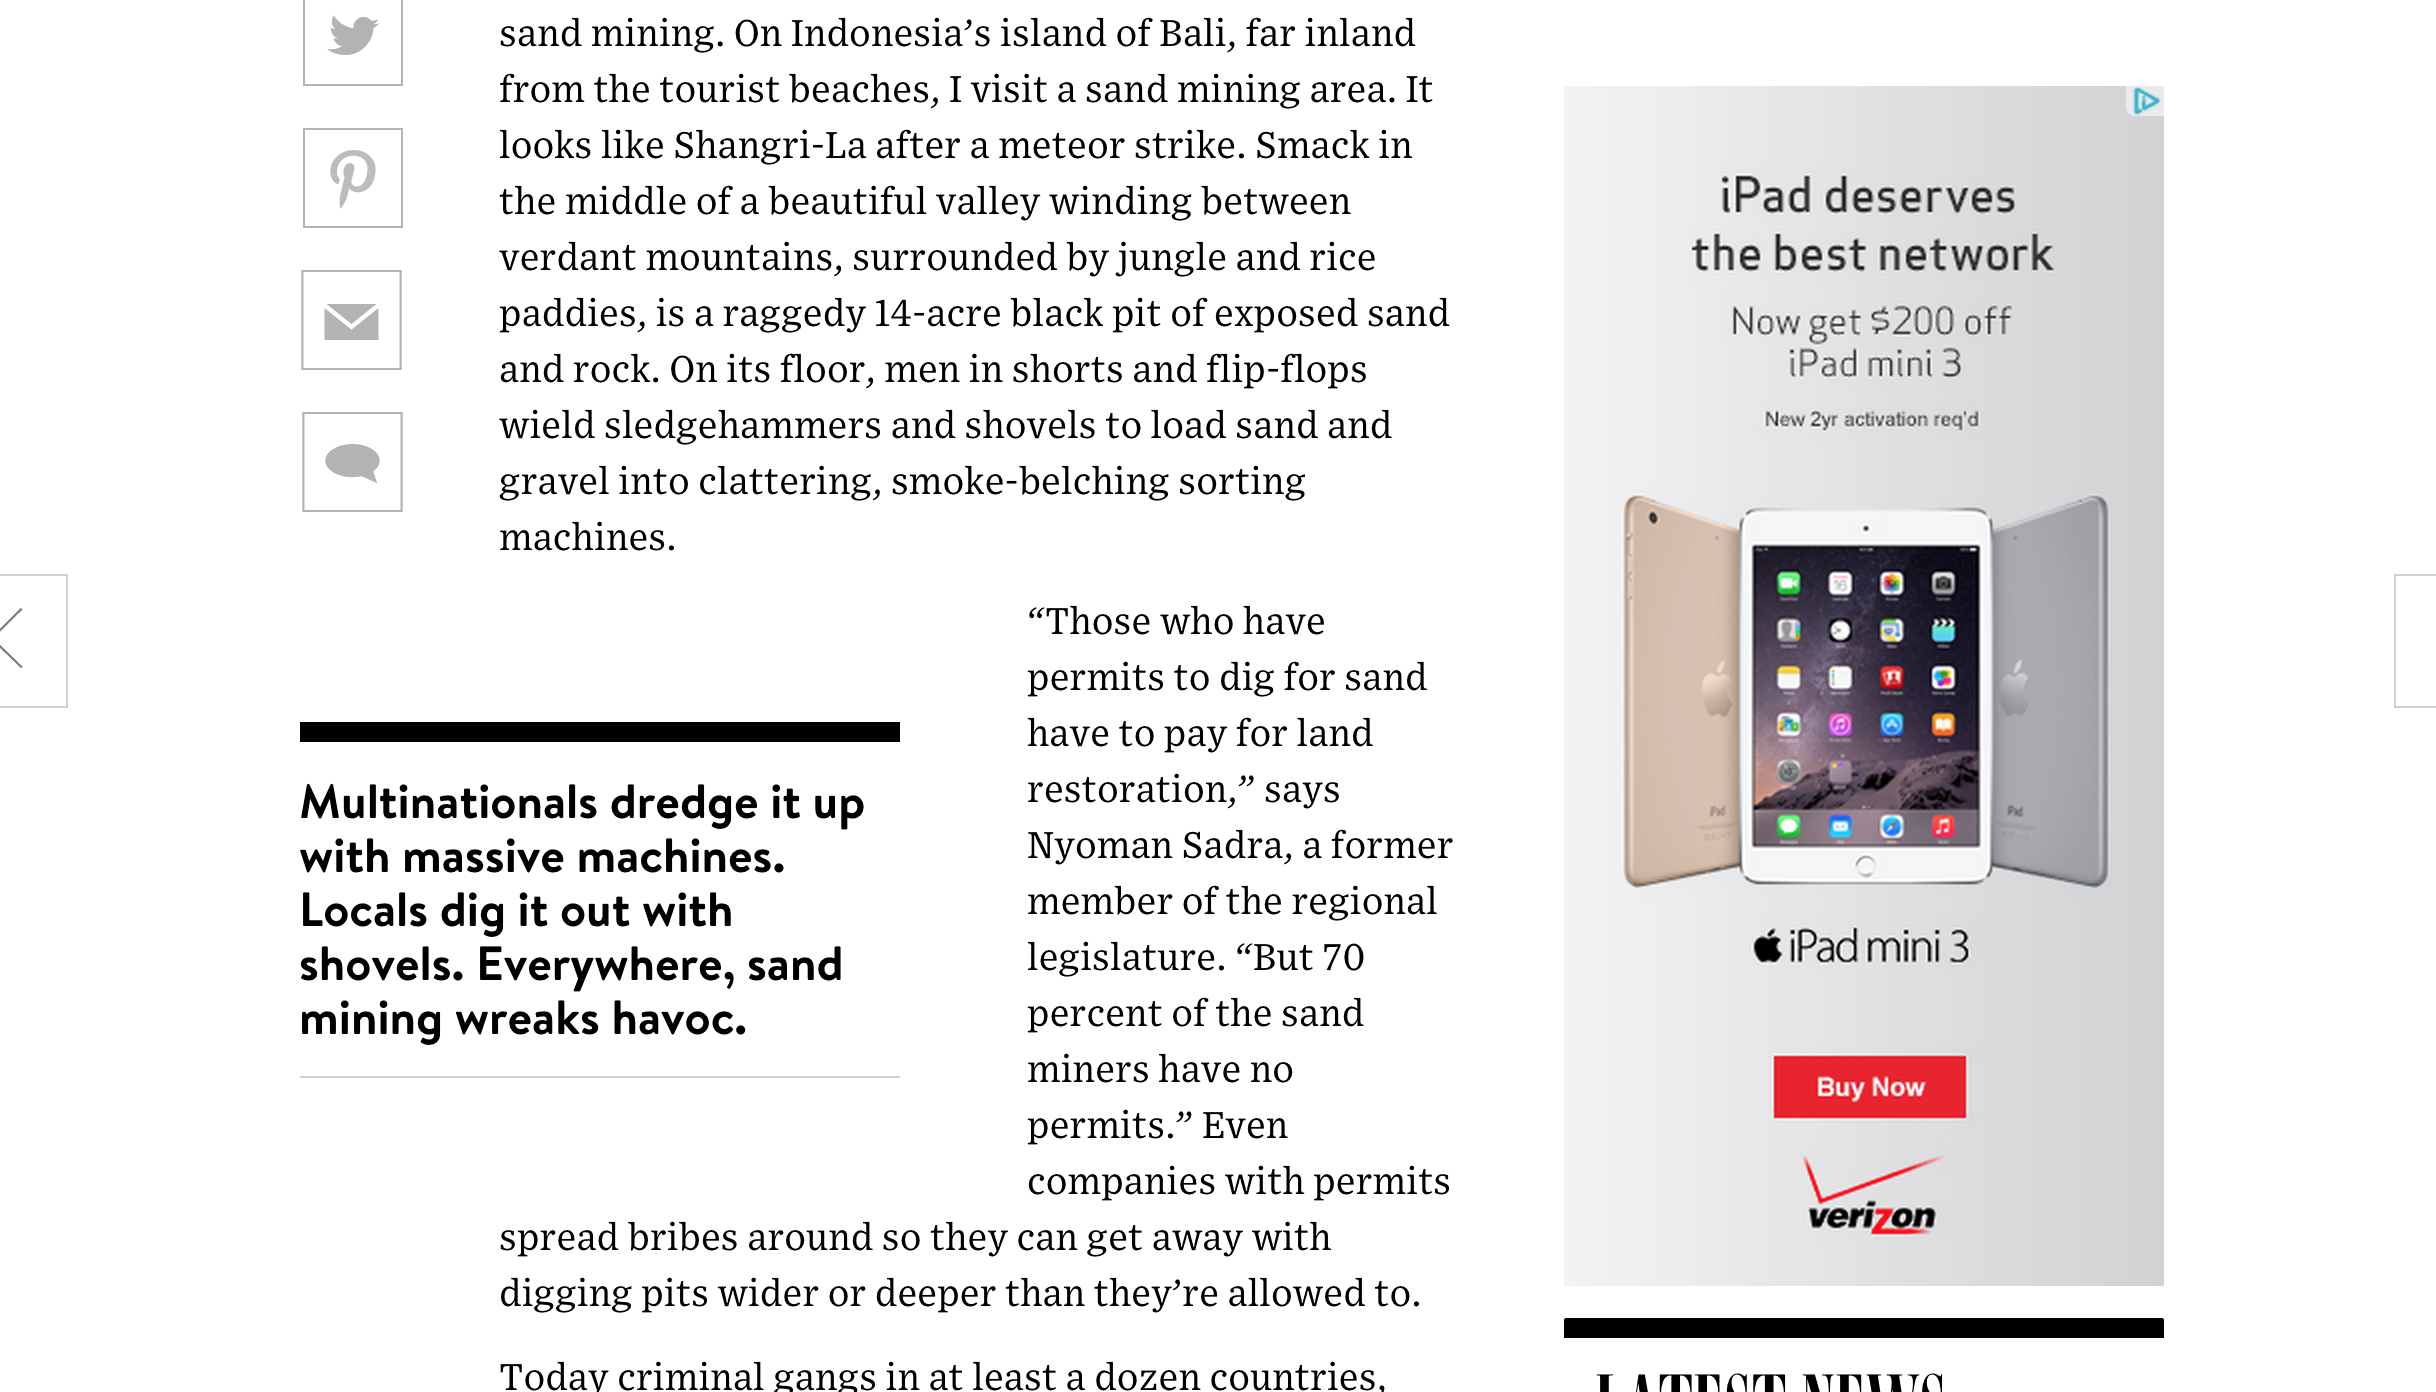 sand mining. On Indonesia’s island of Bali, far inland
from the tourist beaches, I visit a sand mining area. It
looks like Shangri-La after a meteor strike. Smack in
the middle of a beautiful valley winding between
verdant mountains, surrounded by jungle and rice
paddies, is a raggedy 14-acre black pit of exposed sand
and rock. On its floor, men in shorts and flip-flops
wield sledgehammers and shovels to load sand and
gravel into clattering, smoke-belching sorting
machines.
Multinationals dredge it up
with massive machines.
Locals dig it out with
shovels. Everywhere, sand
mining wreaks havoc.
“Those who have
permits to dig for sand
have to pay for land
restoration,” says
Nyoman Sadra, a former
member of the regional
legislature. “But 70
percent of the sand
miners have no
permits.” Even
companies with permits
spread bribes around so they can get away with
digging pits wider or deeper than they’re allowed to.
Today criminal gangs in at least a dozen countries,
iPad deserves
the best network
Now get $200 off
iPad mini 3
New 2yr activation req'd
iPad
iPad
iPad mini 3
Buy Now
verizon
LATEST NEWS